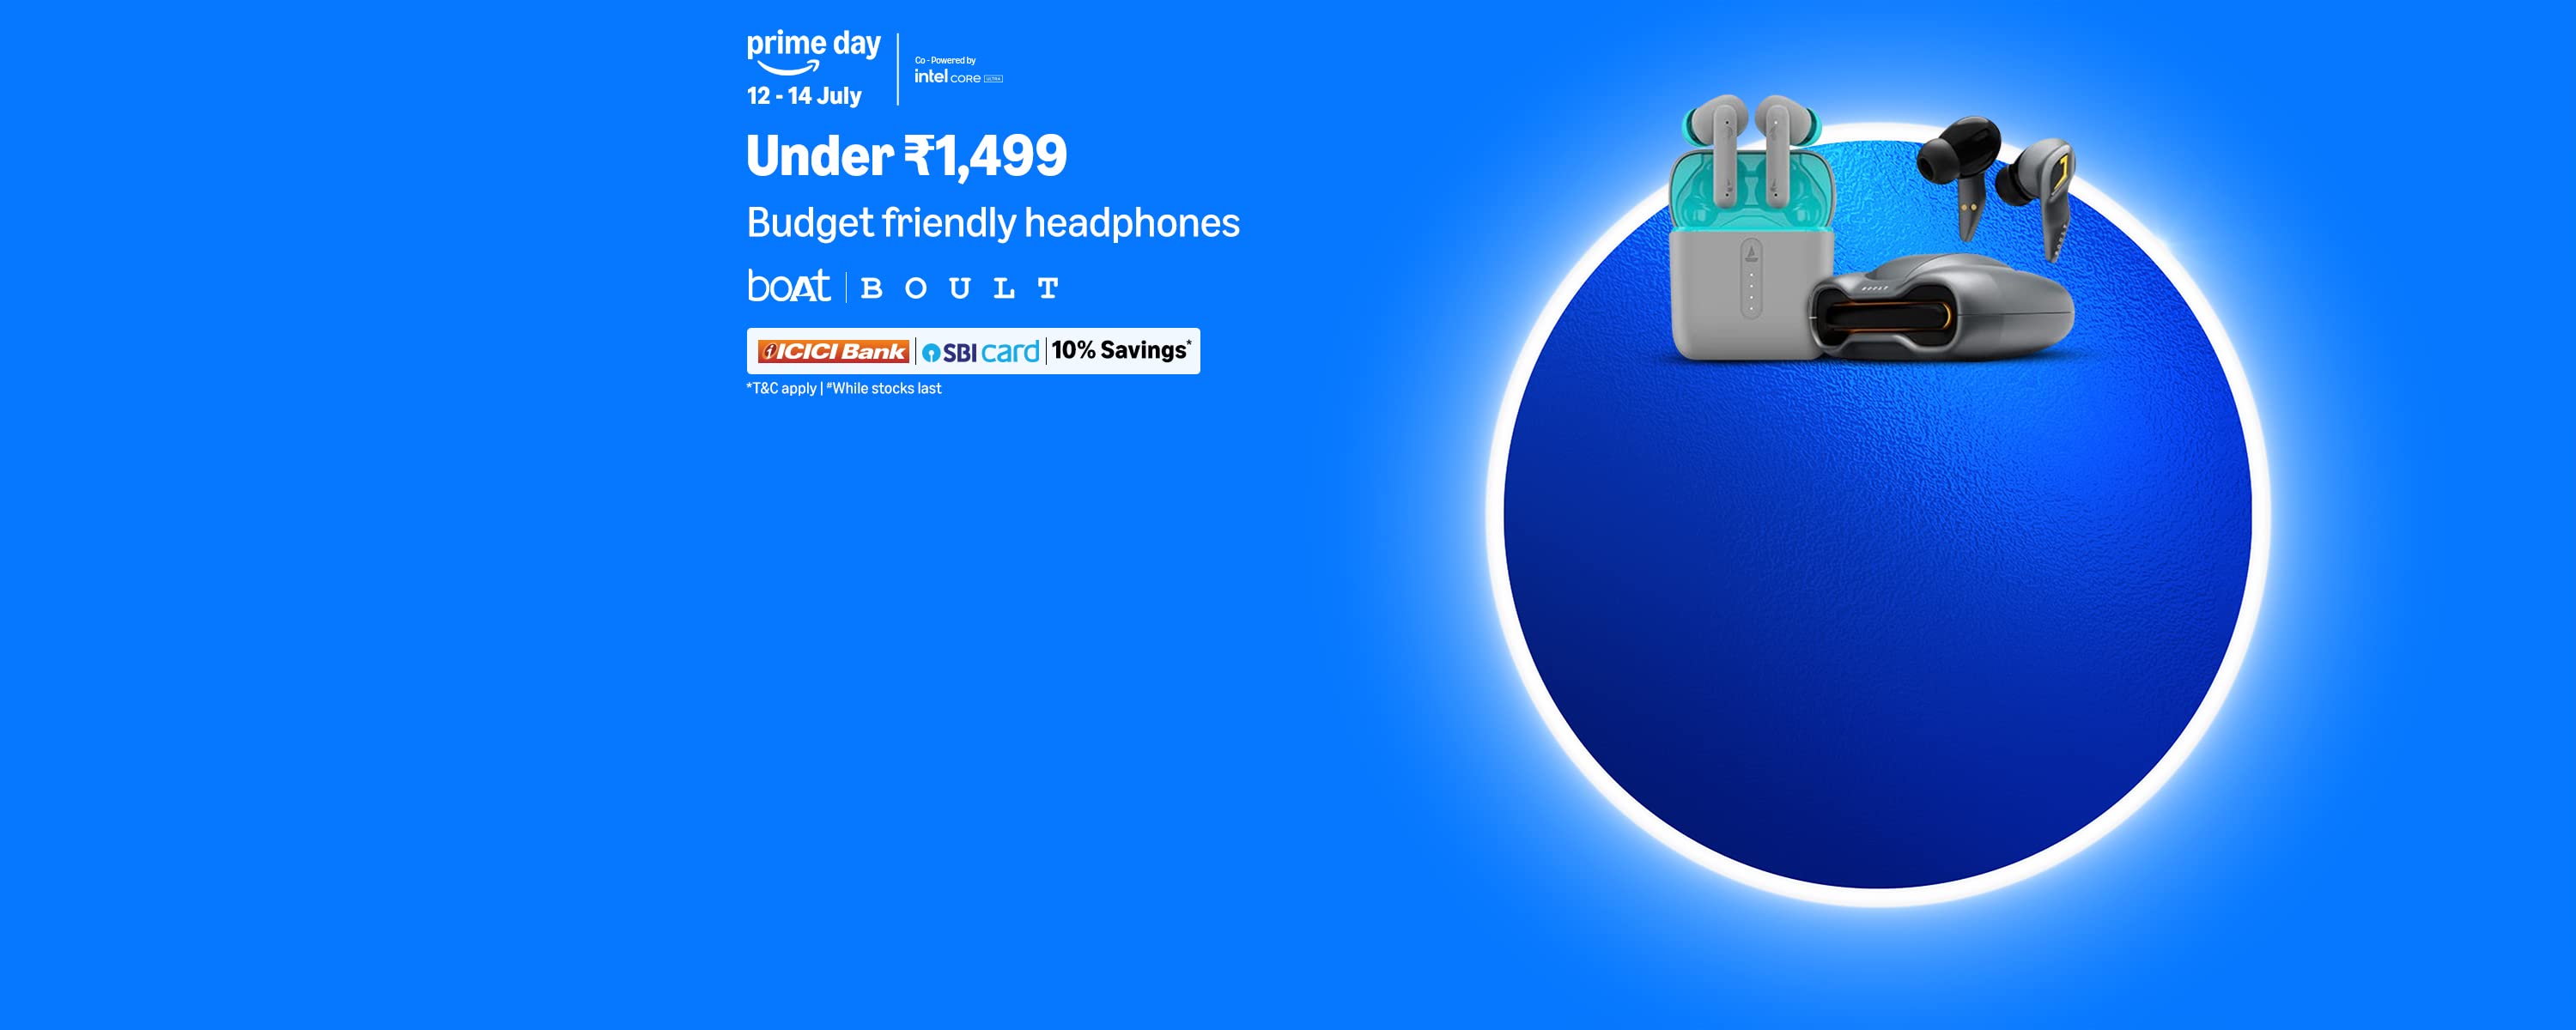 prime day
12 - 14 July
Co - Powered by
intel CORE ULTRA
Under ₹1,499
Budget friendly headphones
boAt | BOULT
ICICI Bank | SBI card | 10% Savings*
*T&C apply | #While stocks last